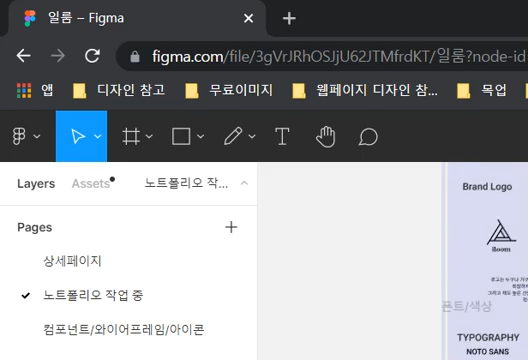 일룸 – Figma
figma.com/file/3gVrJRhOSJjU62JTMfrdKT/일룸?node-id
앱 디자인 참고 무료이미지 웹페이지 디자인 참... 목업
Layers Assets 노트폴리오 작...
Pages
상세페이지
노트폴리오 작업 중
컴포넌트/와이어프레임/아이콘
Brand Logo
Iloom
폰트/색상
TYPOGRAPHY
NOTO SANS